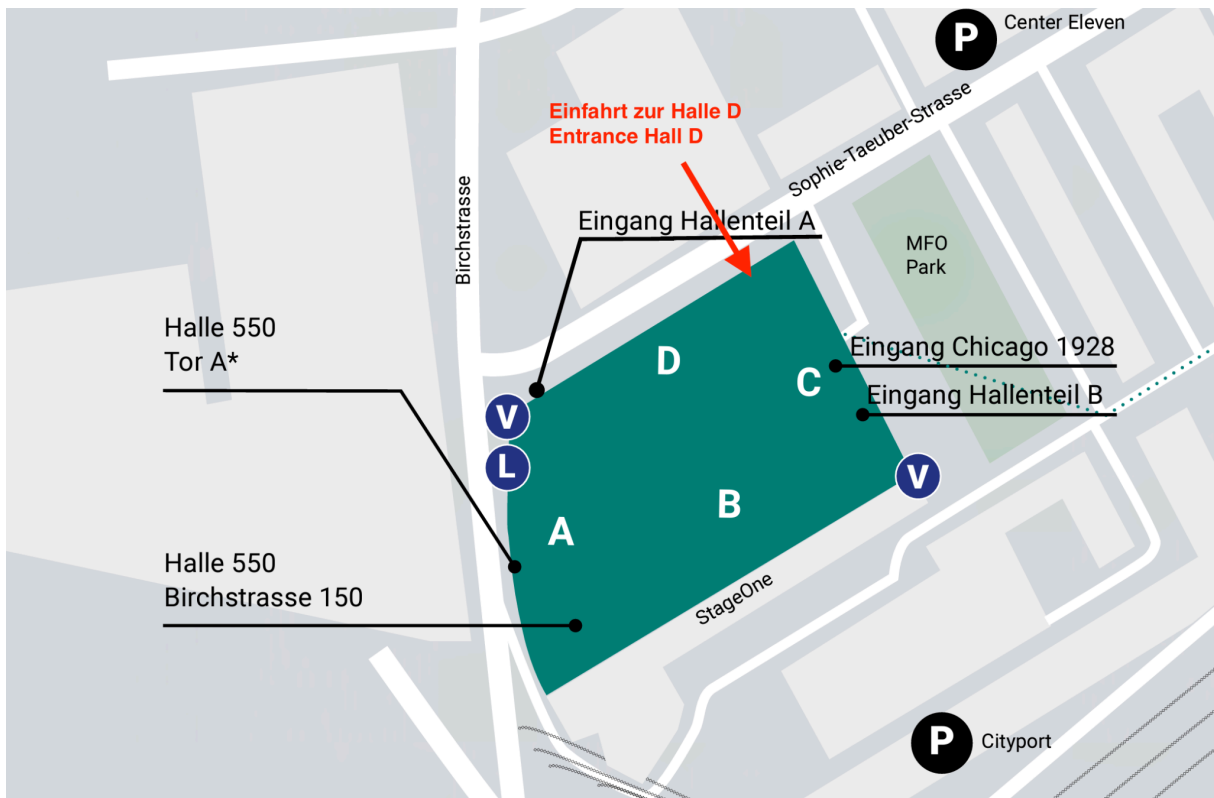 P
Center Eleven
Einfahrt zur Halle D
Entrance Hall D
Sophie-Taeuber-Strasse
Birchstrasse
Eingang Hallenteil A
MFO
Park
Halle 550
Tor A*
D
C
Eingang Chicago 1928
Eingang Hallenteil B
V
L
V
B
A
Halle 550
Birchstrasse 150
StageOne
P
Cityport